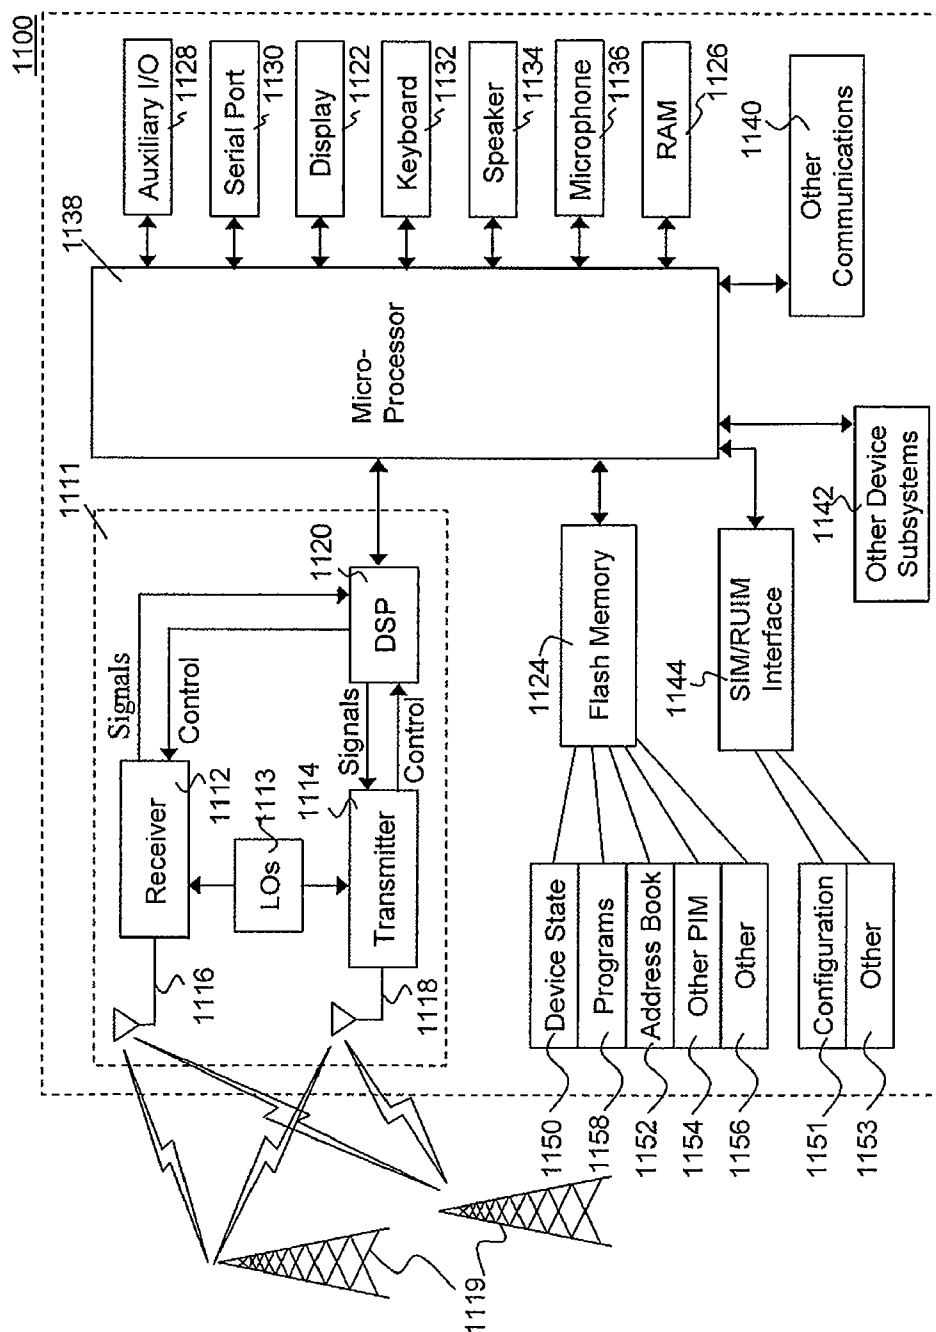 1100
1138
Auxiliary I/O
1128
Serial Port
1130
Display
1122
Keyboard
1132
Speaker
1134
Microphone
1136
RAM
1126
1140
Other
Communications
Micro-
Processor
1111
1120
DSP
Signals
Control
Receiver
1112
LOs
1113
Signals
Control
1114
Transmitter
1116
1118
1124
Flash Memory
1144
SIM/RUIM
Interface
1142
Other Device
Subsystems
Device State
Programs
Address Book
Other PIM
Other
Configuration
Other
1150
1158
1152
1154
1156
1151
1153
1119